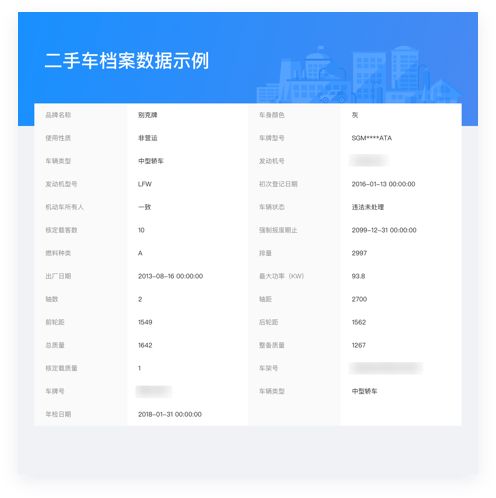 二手车档案数据示例
品牌名称 别克牌 车身颜色 灰
使用性质 非营运 车牌型号 SGM****ATA
车辆类型 中型轿车 发动机号
发动机型号 LFW 初次登记日期 2016-01-13 00:00:00
机动车所有人 一致 车辆状态 违法未处理
核定载客数 10 强制报废期止 2099-12-31 00:00:00
燃料种类 A 排量 2997
出厂日期 2013-08-16 00:00:00 最大功率（KW） 93.8
轴数 2 轴距 2700
前轮距 1549 后轮距 1562
总质量 1642 整备质量 1267
核定载质量 1 车架号
车牌号 车辆类型 中型轿车
年检日期 2018-01-31 00:00:00